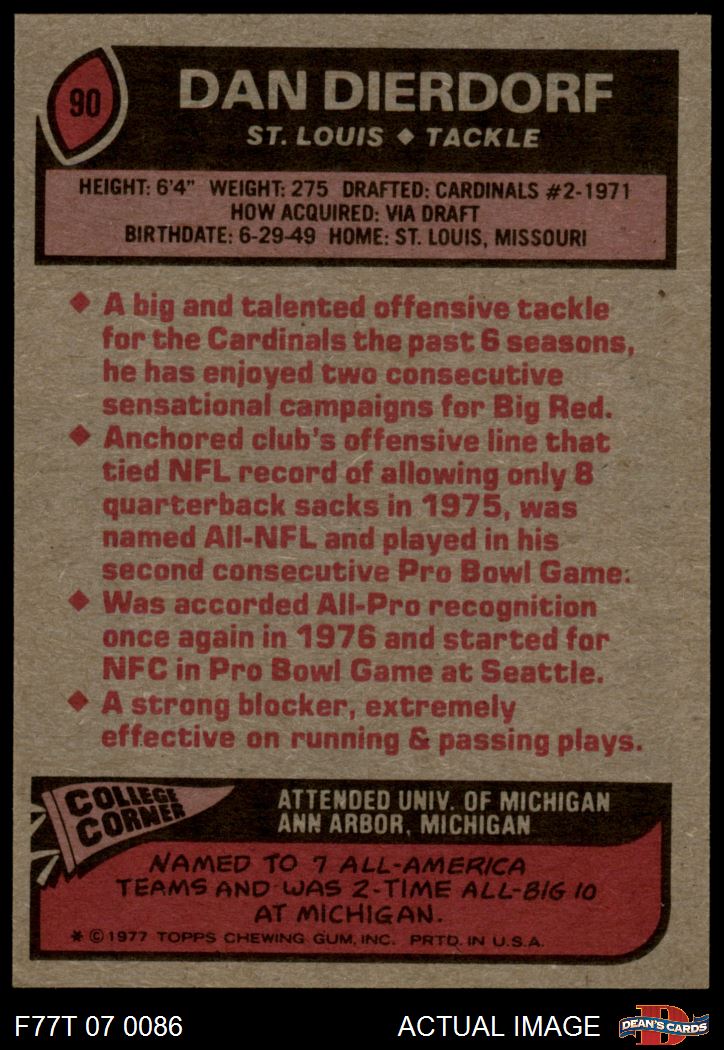 90
DAN DIERDORF
ST. LOUIS ◆ TACKLE
HEIGHT: 6'4" WEIGHT: 275 DRAFTED: CARDINALS #2-1971
HOW ACQUIRED: VIA DRAFT
BIRTHDATE: 6-29-49 HOME: ST. LOUIS, MISSOURI
◆ A big and talented offensive tackle
for the Cardinals the past 6 seasons,
he has enjoyed two consecutive
sensational campaigns for Big Red.
◆ Anchored club's offensive line that
tied NFL record of allowing only 8
quarterback sacks in 1975, was
named All-NFL and played in his
second consecutive Pro Bowl Game.
◆ Was accorded All-Pro recognition
once again in 1976 and started for
NFC in Pro Bowl Game at Seattle.
◆ A strong blocker, extremely
effective on running & passing plays.
COLLEGE
CORNER
ATTENDED UNIV. OF MICHIGAN
ANN ARBOR, MICHIGAN
NAMED TO 7 ALL-AMERICA
TEAMS AND WAS 2-TIME ALL-BIG 10
AT MICHIGAN.
* © 1977 TOPPS CHEWING GUM, INC. PRTD. IN U.S.A.
F77T 07 0086
ACTUAL IMAGE
D
DEAN'S CARDS